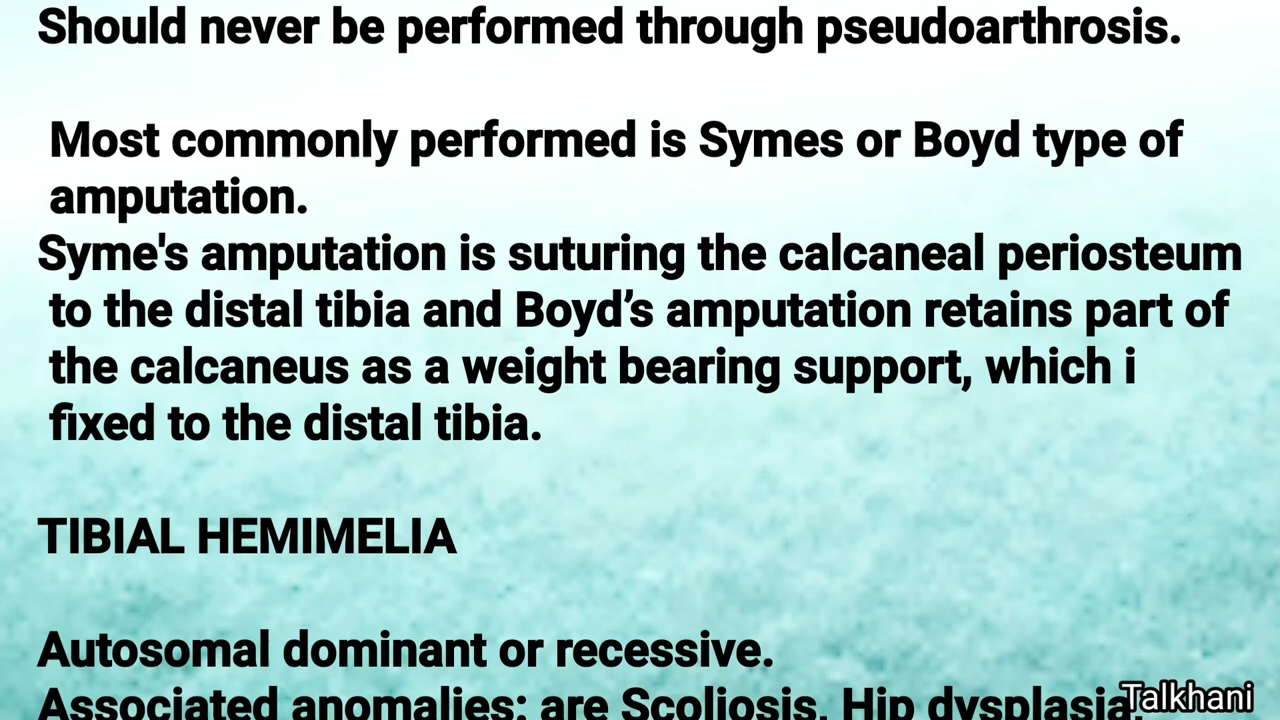 Should never be performed through pseudoarthrosis.
Most commonly performed is Symes or Boyd type of
amputation.
Syme's amputation is suturing the calcaneal periosteum
to the distal tibia and Boyd’s amputation retains part of
the calcaneus as a weight bearing support, which i
fixed to the distal tibia.
TIBIAL HEMIMELIA
Autosomal dominant or recessive.
Associated anomalies: are Scoliosis, Hip dysplasia.
Talkhani